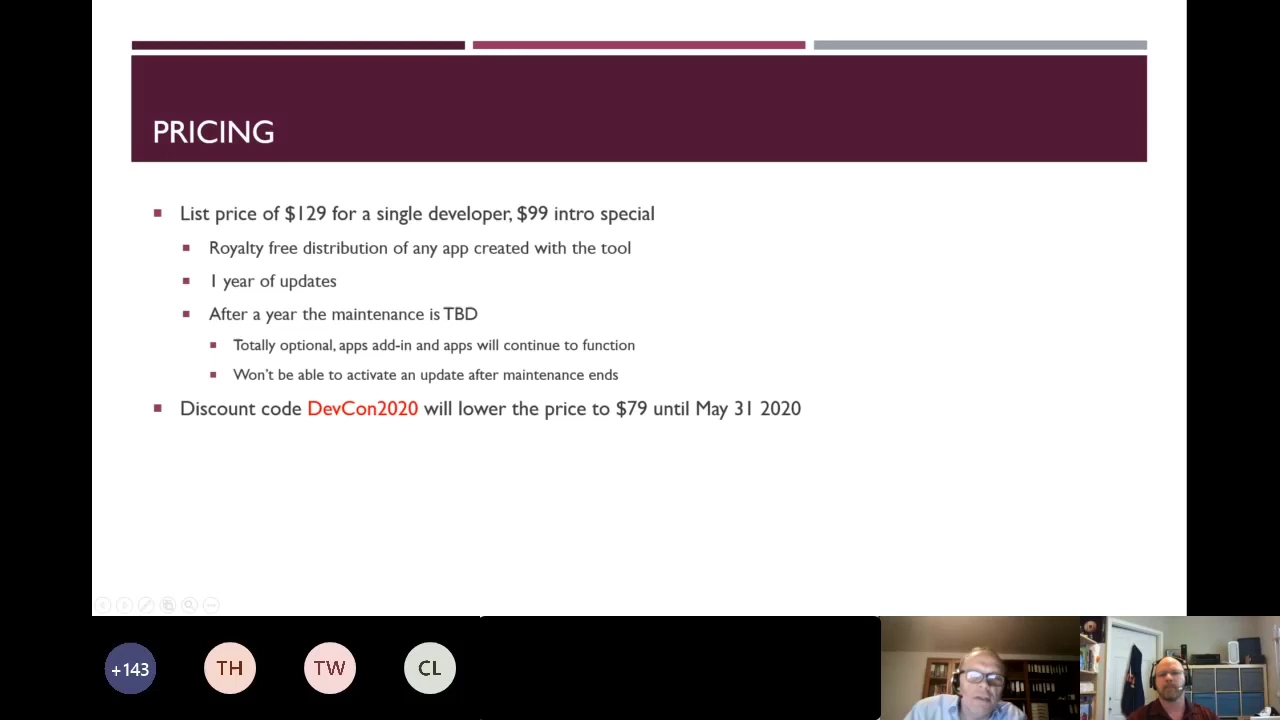 PRICING
List price of $129 for a single developer, $99 intro special
Royalty free distribution of any app created with the tool
1 year of updates
After a year the maintenance is TBD
Totally optional, apps add-in and apps will continue to function
Won't be able to activate an update after maintenance ends
Discount code DevCon2020 will lower the price to $79 until May 31 2020
+143 TH TW CL